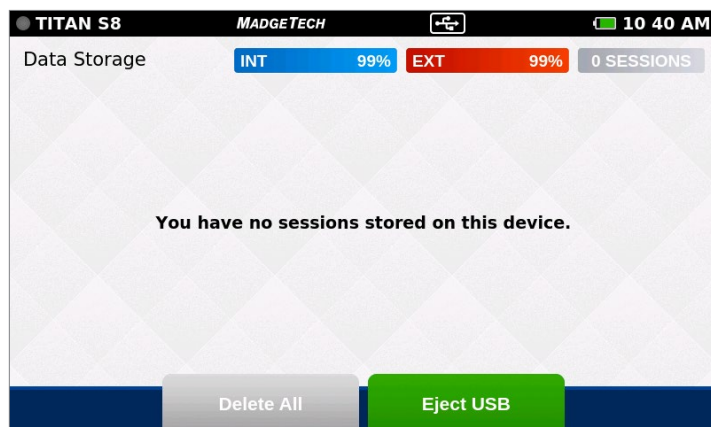 TITAN S8 MADGETECH 10 40 AM
Data Storage INT 99% EXT 99% 0 SESSIONS
You have no sessions stored on this device.
Delete All Eject USB